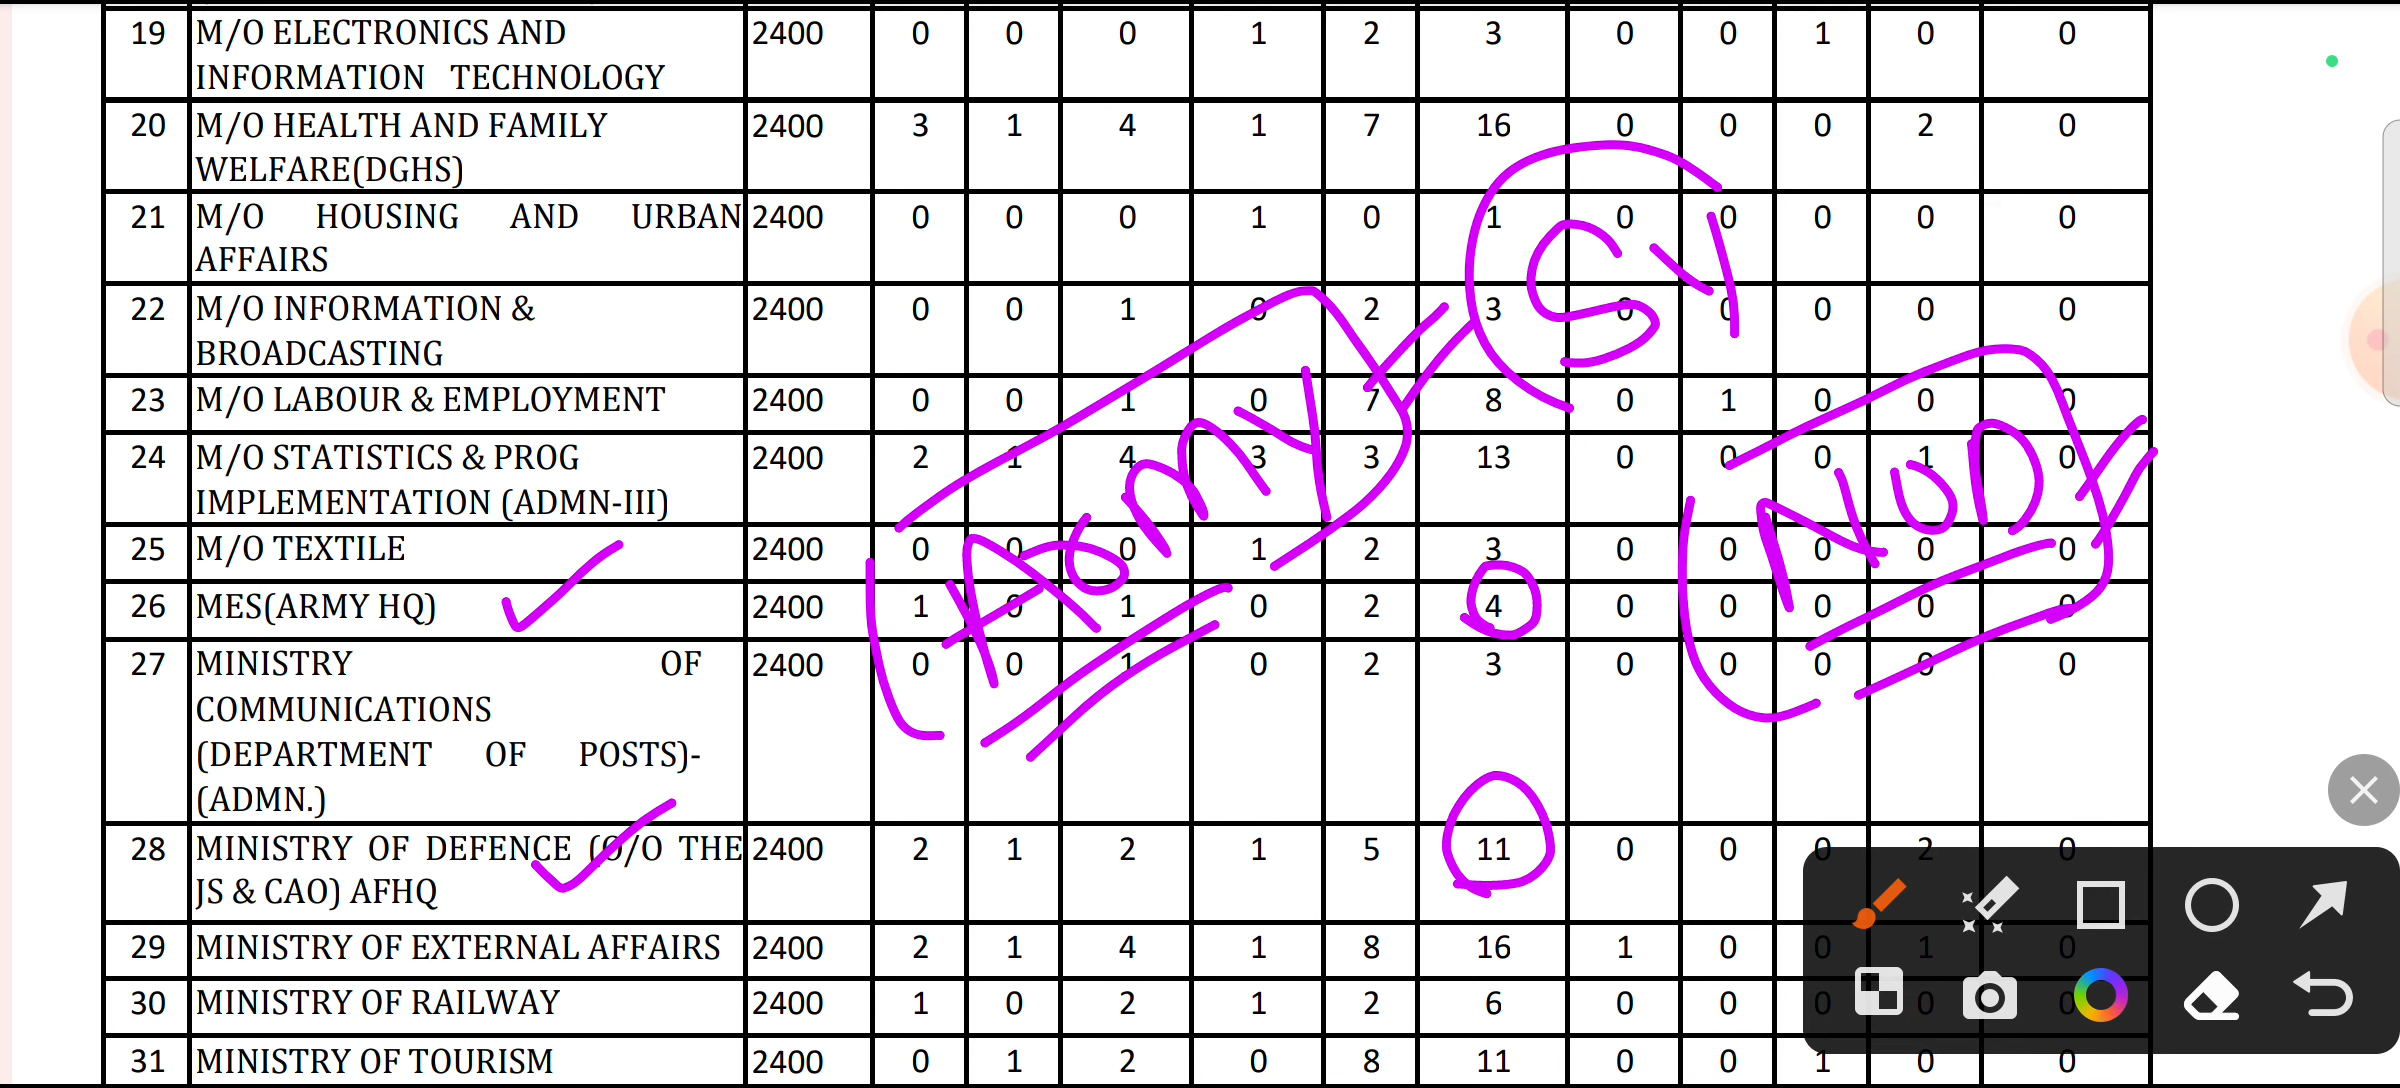 19 M/O ELECTRONICS AND 2400 0 0 0 1 2 3 0 0 1 0 0
INFORMATION TECHNOLOGY
20 M/O HEALTH AND FAMILY 2400 3 1 4 1 7 16 0 0 0 2 0
WELFARE(DGHS)
21 M/O HOUSING AND URBAN 2400 0 0 0 1 0 1 0 0 0 0 0
AFFAIRS
22 M/O INFORMATION & 2400 0 0 1 0 2 3 0 0 0 0 0
BROADCASTING
23 M/O LABOUR & EMPLOYMENT 2400 0 0 1 0 7 8 0 1 0 0 0
24 M/O STATISTICS & PROG 2400 2 1 4 3 3 13 0 0 0 1 0
IMPLEMENTATION (ADMN-III)
25 M/O TEXTILE 2400 0 0 0 1 2 3 0 0 0 0 0
26 MES(ARMY HQ) 2400 1 0 1 0 2 4 0 0 0 0 0
27 MINISTRY OF 2400 0 0 1 0 2 3 0 0 0 0 0
COMMUNICATIONS
(DEPARTMENT OF POSTS)-
(ADMN.)
28 MINISTRY OF DEFENCE (O/O THE 2400 2 1 2 1 5 11 0 0 0 2 0
JS & CAO) AFHQ
29 MINISTRY OF EXTERNAL AFFAIRS 2400 2 1 4 1 8 16 1 0 0 1 0
30 MINISTRY OF RAILWAY 2400 1 0 2 1 2 6 0 0 0 0 0
31 MINISTRY OF TOURISM 2400 0 1 2 0 8 11 0 0 1 0 0